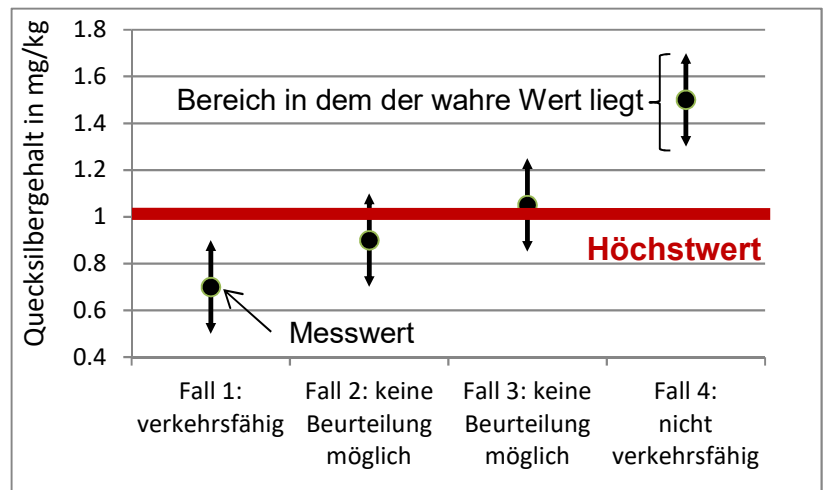 Quecksilbergehalt in mg/kg
1.8
1.6
1.4
1.2
1
0.8
0.6
0.4
Bereich in dem der wahre Wert liegt
Höchstwert
Messwert
Fall 1:
verkehrsfähig
Fall 2: keine
Beurteilung
möglich
Fall 3: keine
Beurteilung
möglich
Fall 4:
nicht
verkehrsfähig